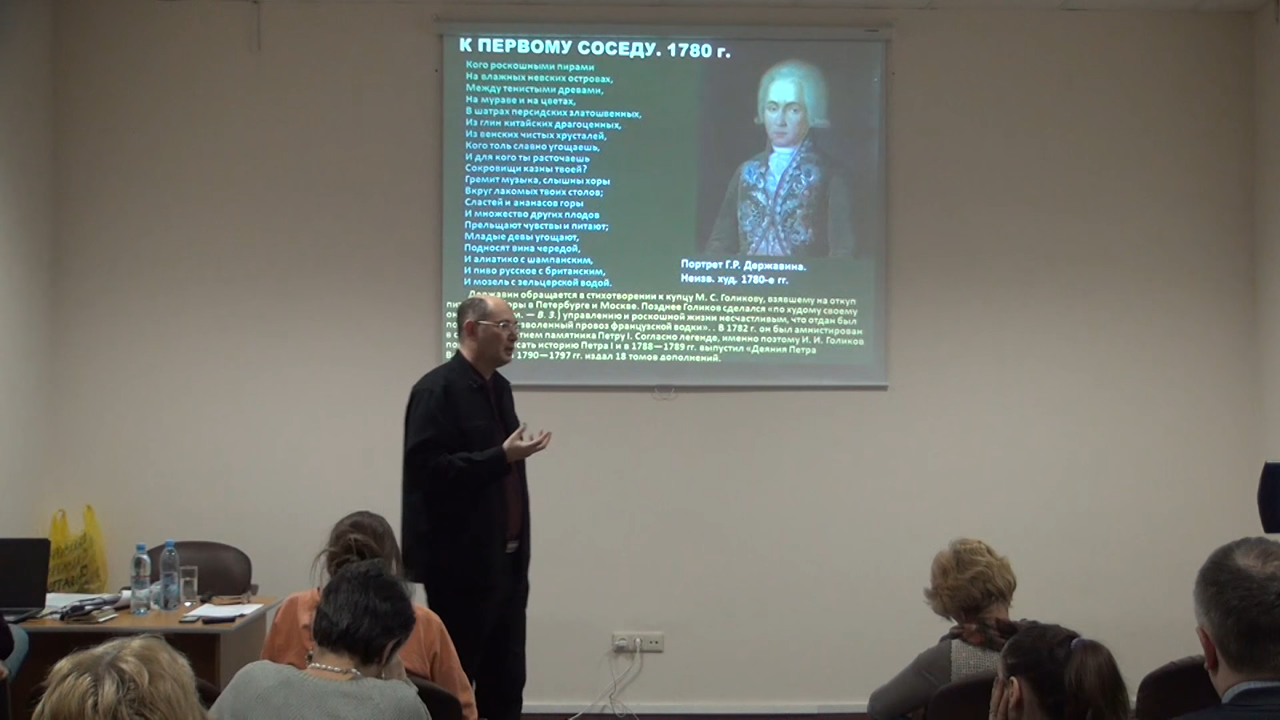 К ПЕРВОМУ СОСЕДУ. 1780 г.
Кого роскошными пирами
На влажных невских островах,
Между тенистыми древами,
На мураве и на цветах,
В шатрах персидских златошвенных,
Из глин китайских драгоценных,
Из венских чистых хрусталей,
Кого толь славно угощаешь,
И для кого ты расточаешь
Сокровищи казны твоей?
Гремит музыка, слышны хоры
Вкруг лакомых твоих столов;
Сластей и ананасов горы
И множество других плодов
Прельщают чувствы и питают;
Младые девы угощают,
Подносят вина чередой,
И алиатико с шампанским,
И пиво русское с британским,
И мозель с зельцерской водой.
Портрет Г.Р. Державина.
Неизв. худ. 1780-е гг.
Державин обращается в стихотворении к купцу М. С. Голикову, взявшему на откуп
в Петербурге и Москве. Позднее Голиков сделался «по худому своему
— В. З.) управлению и роскошной жизни несчастливым, что отдан был
провоз французской водки». . В 1782 г. он был амнистирован
памятника Петру I. Согласно легенде, именно поэтому И. И. Голиков
историю Петра I и в 1788—1789 гг. выпустил «Деяния Петра
1790—1797 гг. издал 18 томов дополнений.